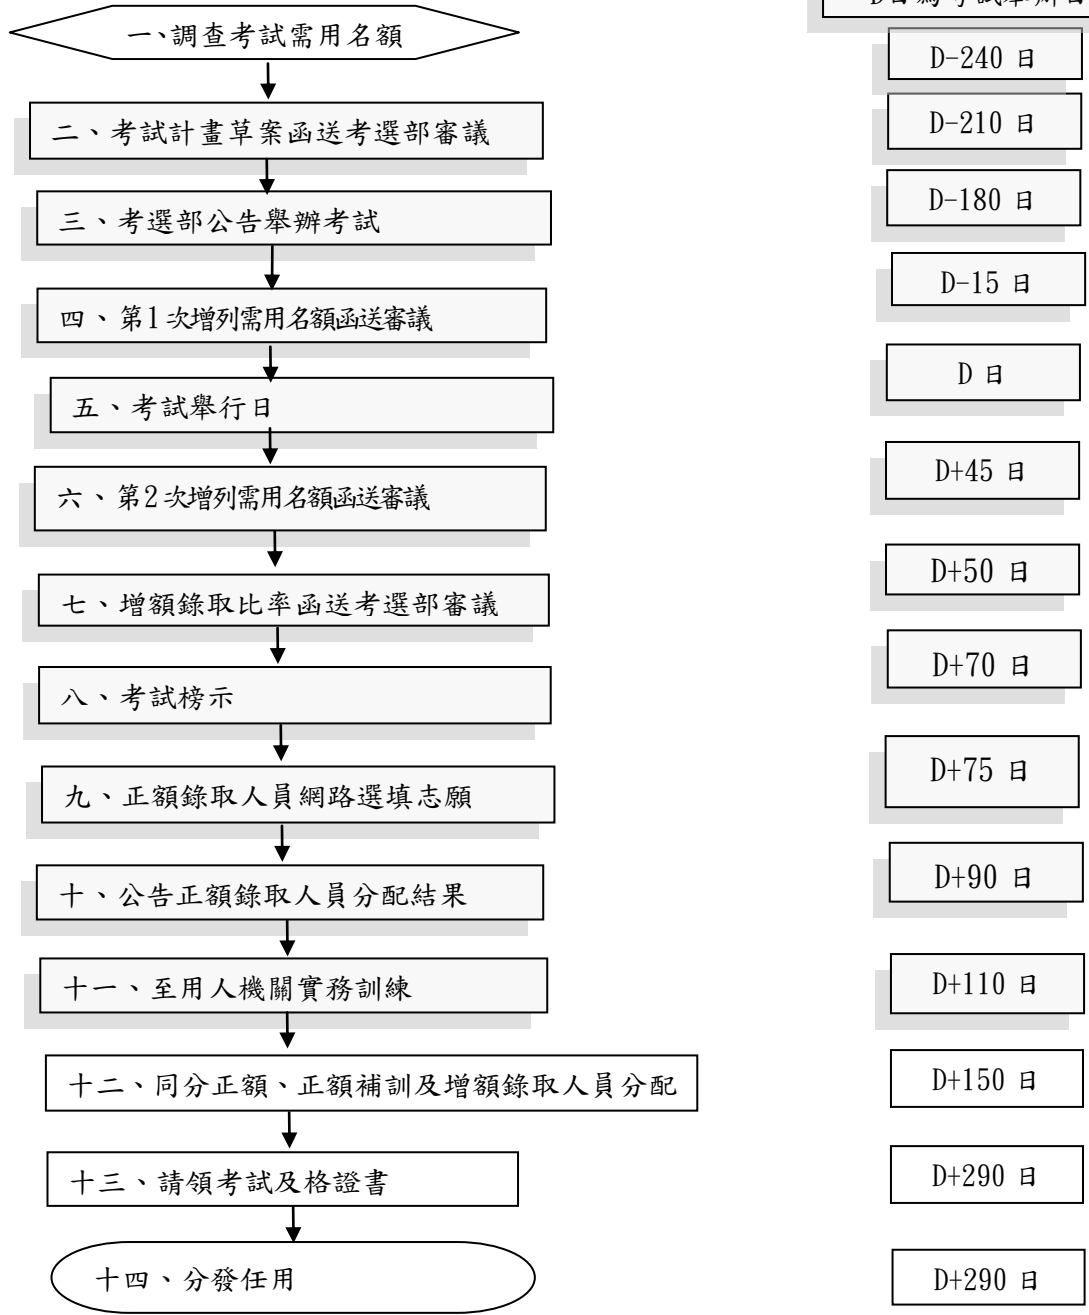 D日為考試舉辦日
一、調查考試需用名額
D-240 日
二、考試計畫草案函送考選部審議
D-210 日
三、考選部公告舉辦考試
D-180 日
四、第1次增列需用名額函送審議
D-15 日
五、考試舉行日
D 日
六、第2次增列需用名額函送審議
D+45 日
七、增額錄取比率函送考選部審議
D+50 日
八、考試榜示
D+70 日
九、正額錄取人員網路選填志願
D+75 日
十、公告正額錄取人員分配結果
D+90 日
十一、至用人機關實務訓練
D+110 日
十二、同分正額、正額補訓及增額錄取人員分配
D+150 日
十三、請領考試及格證書
D+290 日
十四、分發任用
D+290 日